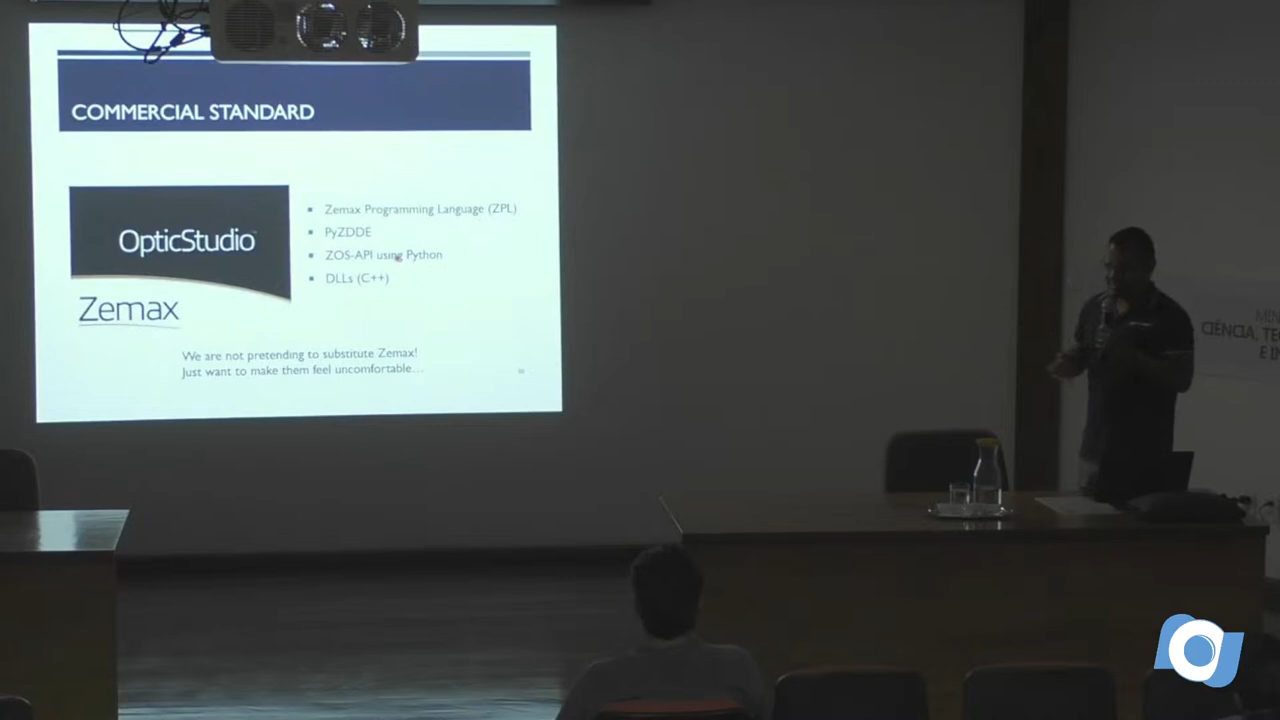 COMMERCIAL STANDARD
OpticStudio
Zemax
Zemax Programming Language (ZPL)
PyZDDE
ZOS-API using Python
DLLs (C++)
We are not pretending to substitute Zemax!
Just want to make them feel uncomfortable...
CIÊNCIA,
E